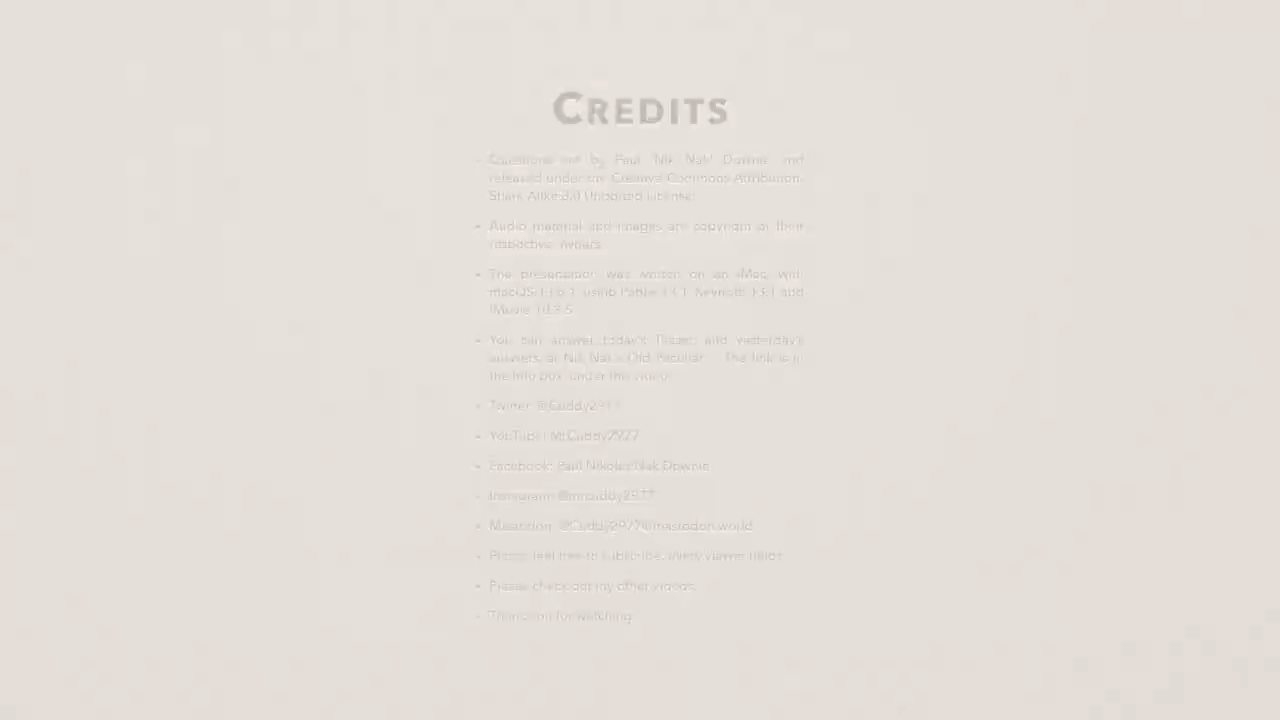 CREDITS
• Questions set by Paul 'Nik Nak' Downie and
released under the Creative Commons Attribution-
Share Alike 3.0 Unported license.
• Audio material and images are copyright of their
respective owners.
• The presentation was written on an iMac with
macOS using Pages Keynote and
iMovie
• You can answer today's Teaser, and yesterday's
answers, at Nik Nak's Old Peculiar The link is in
the info box under the video.
• Twitter: @Cuddy2977
• YouTube: MrCuddy2977
• Facebook: Paul Nikolas Nak Downie
• Instagram: @mrcuddy2977
• Mastodon: @Cuddy2977@mastodon.world
• Please feel free to subscribe, every viewer helps
• Please check out my other videos.
• Thank you for watching.